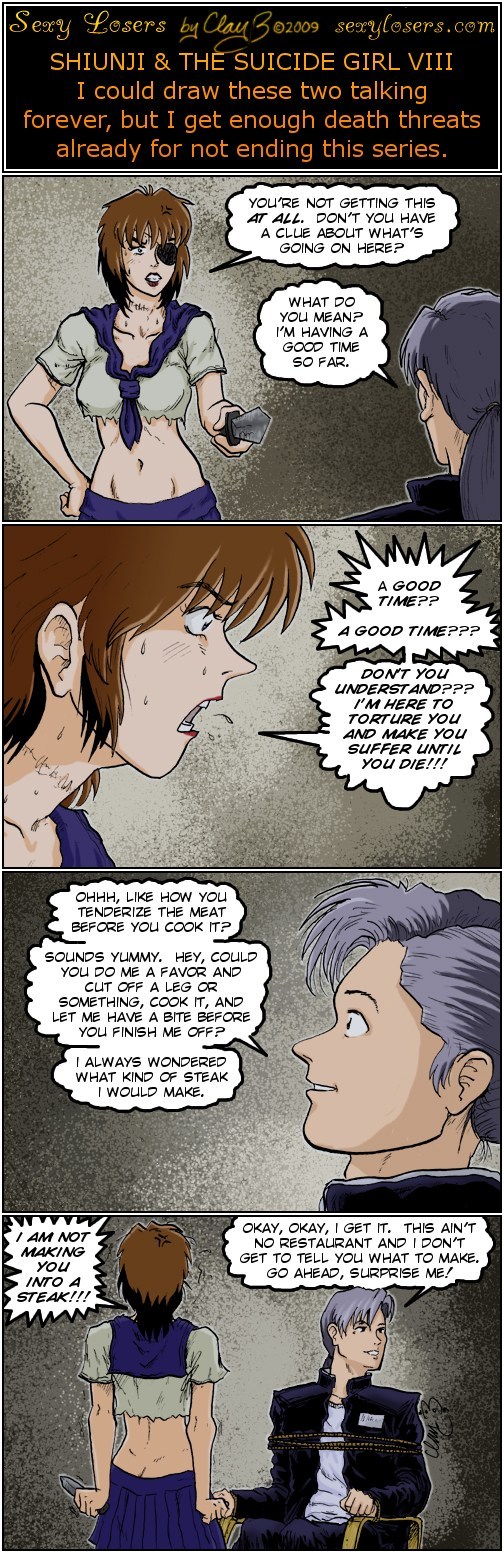 Sexy Losers by Clay 3 ©2009 sexylosers.com
SHIUNJI & THE SUICIDE GIRL VIII
I could draw these two talking
forever, but I get enough death threats
already for not ending this series.
YOU'RE NOT GETTING THIS
AT ALL. DON'T YOU HAVE
A CLUE ABOUT WHAT'S
GOING ON HERE?
WHAT DO
YOU MEAN?
I'M HAVING A
GOOD TIME
SO FAR.
A GOOD
TIME??
A GOOD TIME???
DON'T YOU
UNDERSTAND???
I'M HERE TO
TORTURE YOU
AND MAKE YOU
SUFFER UNTIL
YOU DIE!!!
OHHH, LIKE HOW YOU
TENDERIZE THE MEAT
BEFORE YOU COOK IT?
SOUNDS YUMMY. HEY, COULD
YOU DO ME A FAVOR AND
CUT OFF A LEG OR
SOMETHING, COOK IT, AND
LET ME HAVE A BITE BEFORE
YOU FINISH ME OFF?
I ALWAYS WONDERED
WHAT KIND OF STEAK
I WOULD MAKE.
I AM NOT
MAKING
YOU
INTO A
STEAK!!!
OKAY, OKAY, I GET IT. THIS AIN'T
NO RESTAURANT AND I DON'T
GET TO TELL YOU WHAT TO MAKE.
GO AHEAD, SURPRISE ME!